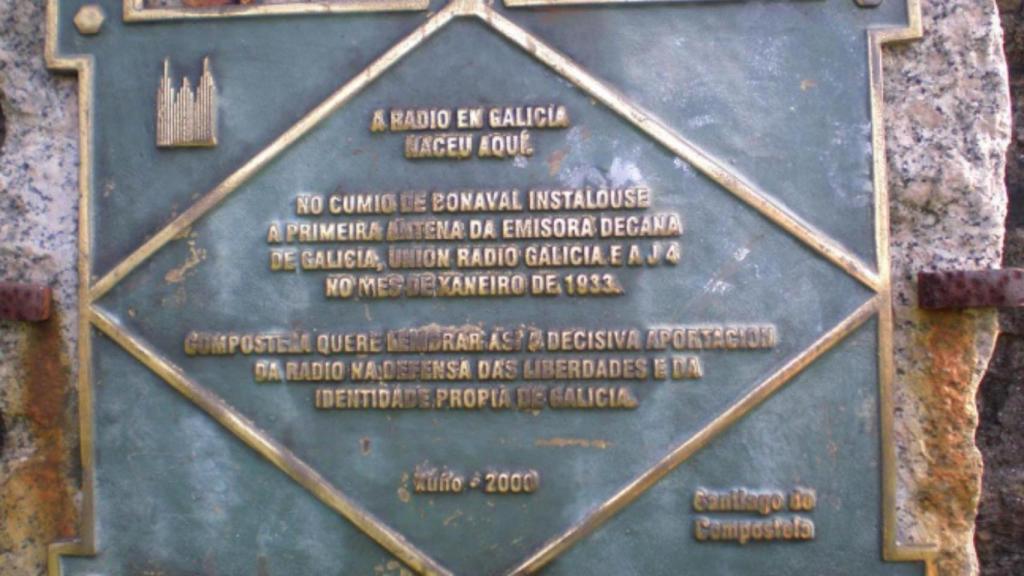 A RADIO EN GALICIA
NACEU AQUÉ.
NO CUMIO DE BONAVAL INSTALOUSE
A PRIMEIRA ANTENA DA EMISORA DECANA
DE GALICIA, UNION RADIO GALICIA E A J 4
NO MES DE XANEIRO DE 1933.
COMPOSTELA QUERE LEMBRAR ASÍ A DECISIVA APORTACION
DA RADIO NA DEFENSA DAS LIBERDADES E DA
IDENTIDADE PROPIA DE GALICIA.
Xuño - 2000
Santiago de
Compostela